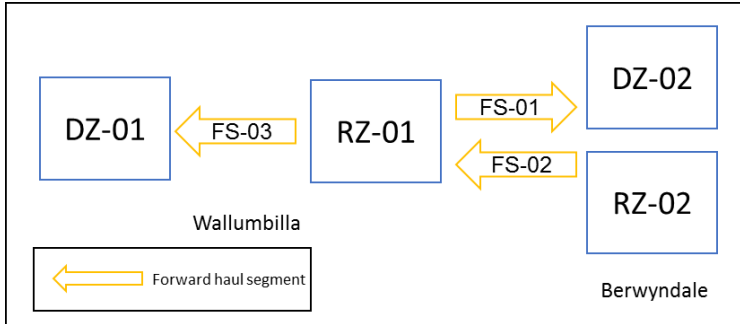 DZ-02
FS-01
DZ-01
FS-03
RZ-01
FS-02
RZ-02
Wallumbilla
Forward haul segment
Berwyndale